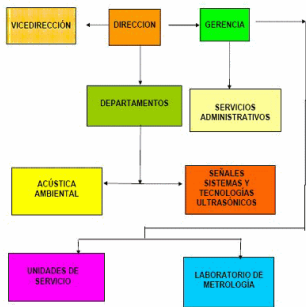 VICEDIRECCIÓN
DIRECCION
GERENCIA
DEPARTAMENTOS
SERVICIOS
ADMINISTRATIVOS
ACÚSTICA
AMBIENTAL
SEÑALES
SISTEMAS Y
TECNOLOGÍAS
ULTRASÓNICOS
UNIDADES DE
SERVICIO
LABORATORIO DE
METROLOGÍA